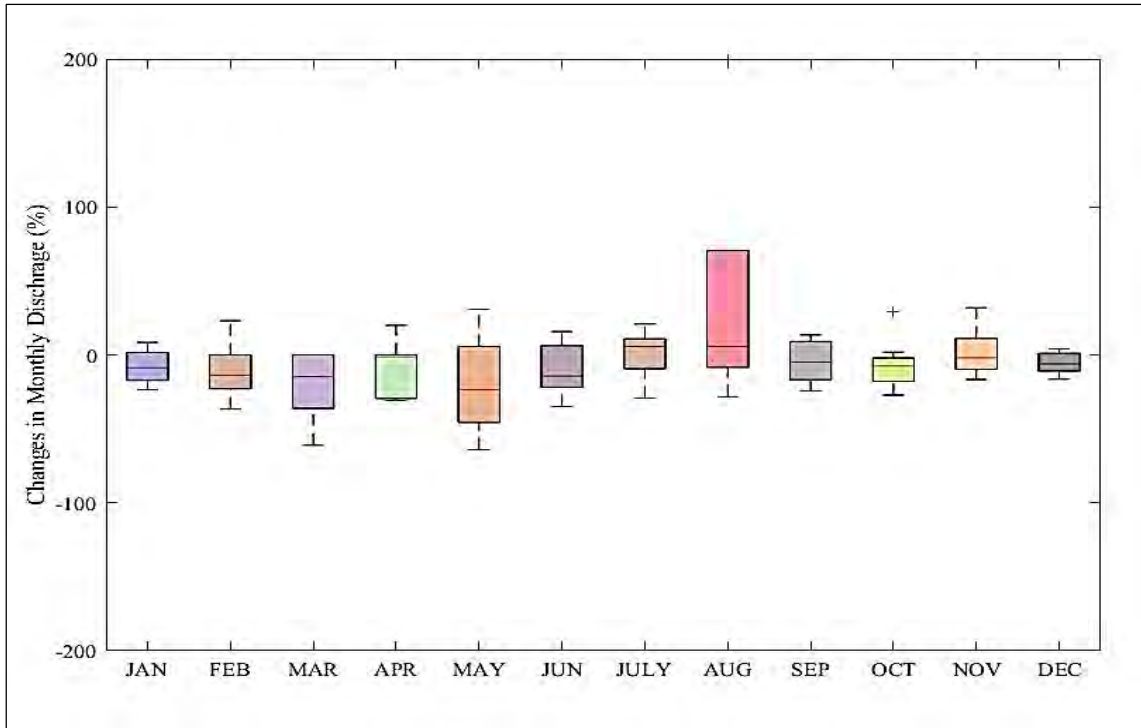 200
100
0
-100
-200
Changes in Monthly Dischrage (%)
JAN FEB MAR APR MAY JUN JULY AUG SEP OCT NOV DEC